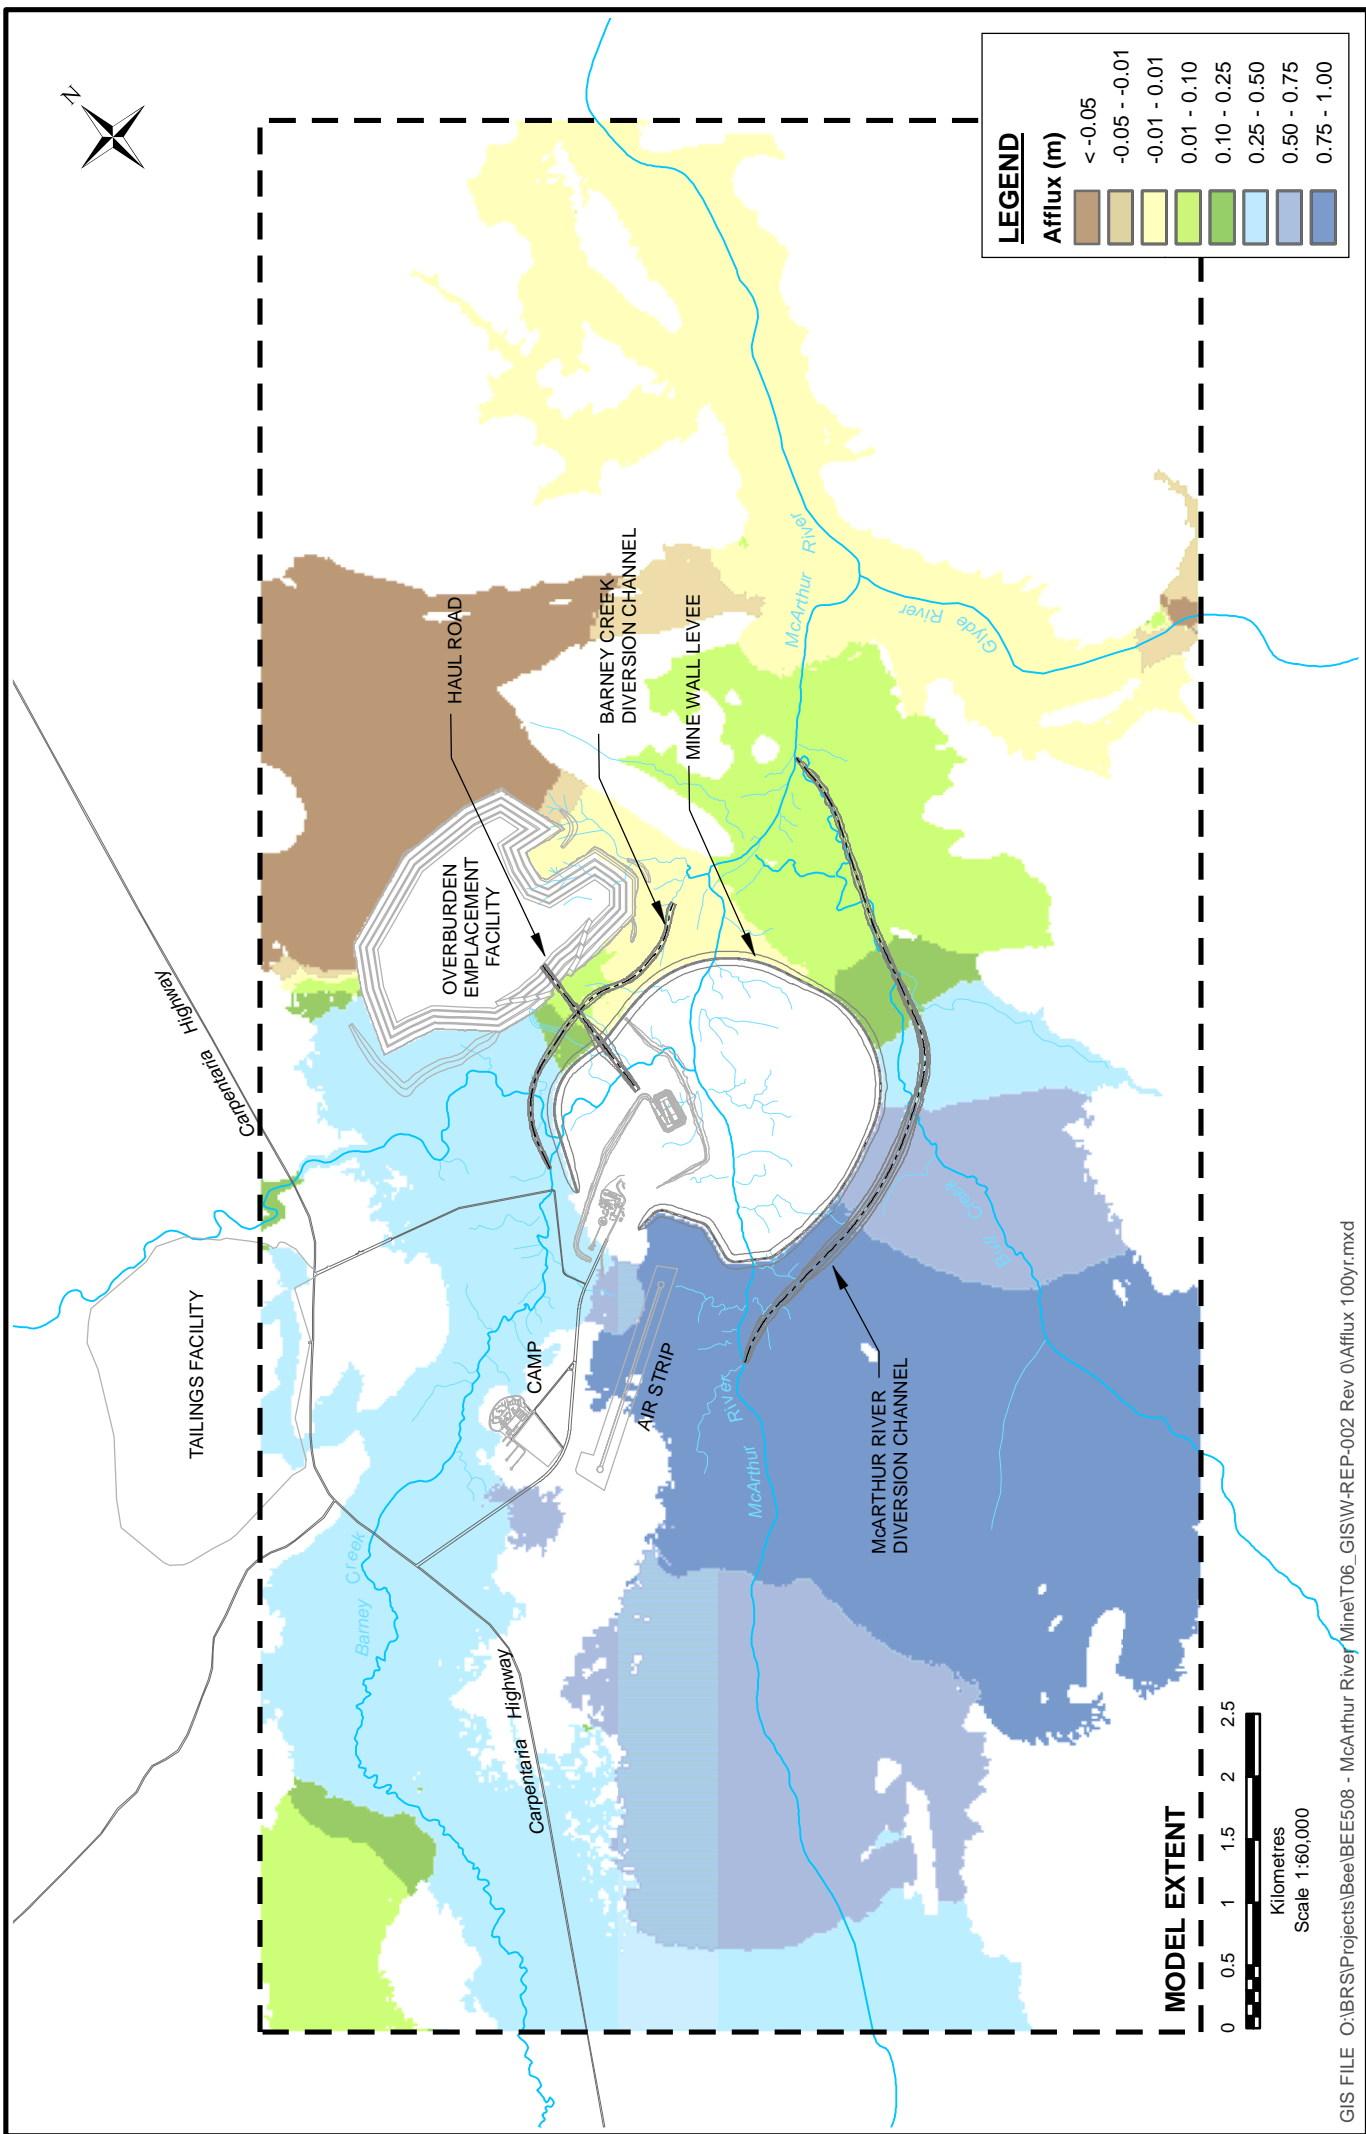 N
Carpentaria Highway
TAILINGS FACILITY
HAUL ROAD
OVERBURDEN
EMPLACEMENT
FACILITY
BARNEY CREEK
DIVERSION CHANNEL
MINE WALL LEVEE
McArthur River
Glyde River
Barney Creek
CAMP
AIR STRIP
Carpentaria Highway
McArthur River
Bull Creek
McARTHUR RIVER
DIVERSION CHANNEL
MODEL EXTENT
0 0.5 1 1.5 2 2.5
Kilometres
Scale 1:60,000
LEGEND
Afflux (m)
< -0.05
-0.05 - -0.01
-0.01 - 0.01
0.01 - 0.10
0.10 - 0.25
0.25 - 0.50
0.50 - 0.75
0.75 - 1.00
GIS FILE O:\BRS\Projects\Bee\BEE508 - McArthur River Mine\T06_GIS\W-REP-002 Rev 0\Afflux 100yr.mxd